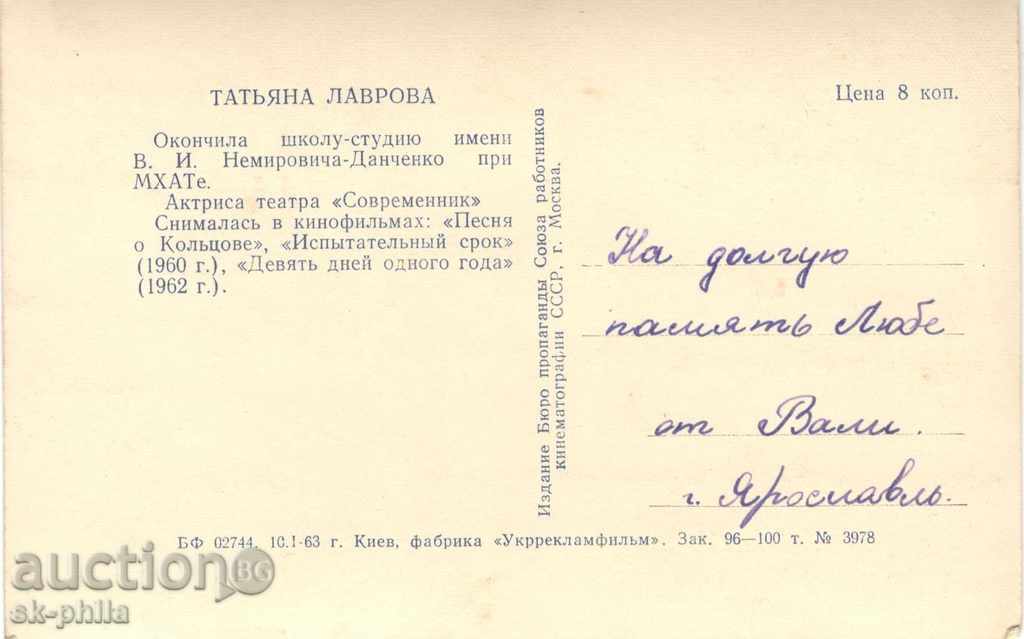 ТАТЬЯНА ЛАВРОВА
Окончила школу-студию имени
В. И. Немировича-Данченко при
МХАТе.
Актриса театра «Современник»
Снималась в кинофильмах: «Песня
о Кольцове», «Испытательный срок»
(1960 г.), «Девять дней одного года»
(1962 г.).
Издание Бюро пропаганды Союза работников
кинематографии СССР, г. Москва.
Цена 8 коп.
На долгую
память Любе
от Вали.
г. Ярославль.
БФ 02744. 10.I-63 г. Киев, фабрика «Укррекламфильм». Зак. 96—100 т. № 3978
auction BG
sk-phila